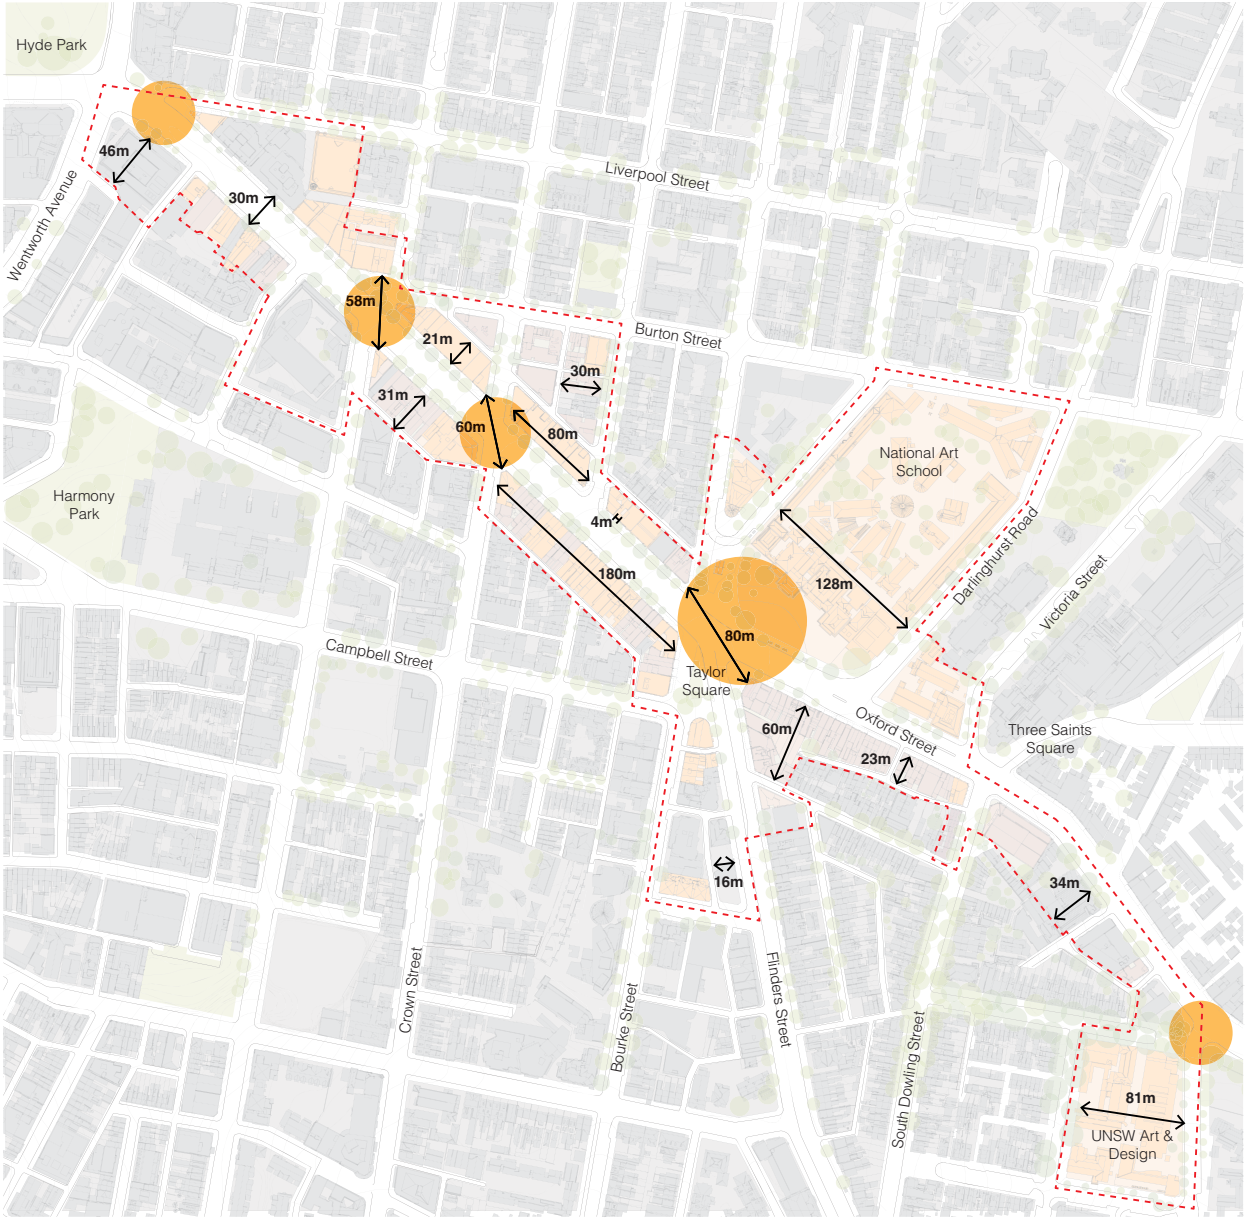 Hyde Park
46m
Wentworth Avenue
30m
Liverpool Street
58m
21m
Burton Street
30m
31m
60m
80m
National Art
School
Harmony
Park
4m
180m
128m
Darlinghurst Road
Victoria Street
80m
Campbell Street
Taylor
Square
60m
Oxford Street
23m
Three Saints
Square
16m
34m
Crown Street
Bourke Street
Flinders Street
South Dowling Street
81m
UNSW Art &
Design